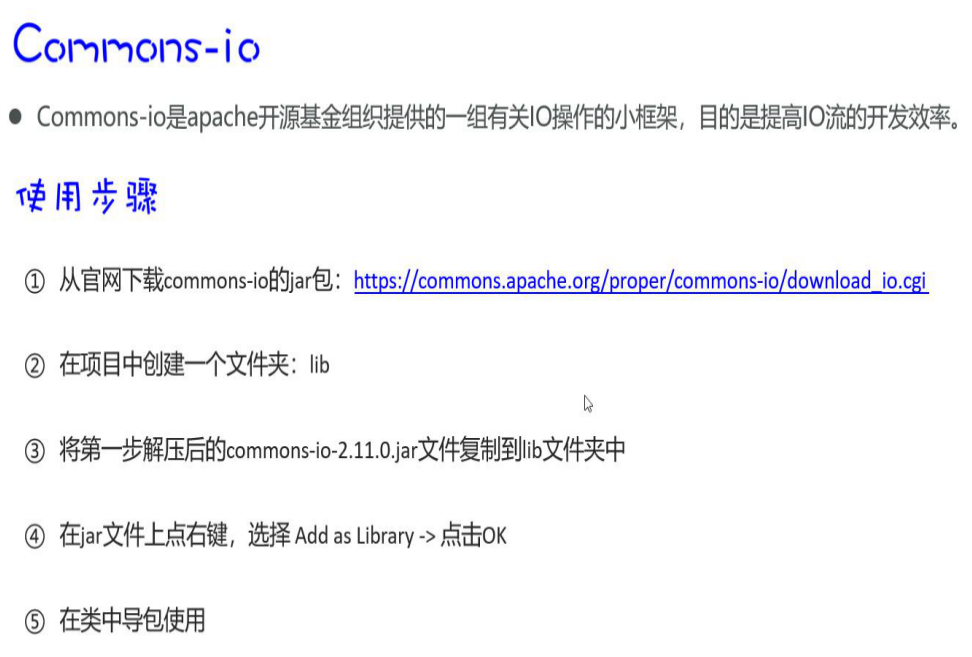 Commons-io
● Commons-io是apache开源基金组织提供的一组有关IO操作的小框架，目的是提高IO流的开发效率。
使用步骤
① 从官网下载commons-io的jar包：https://commons.apache.org/proper/commons-io/download_io.cgi
② 在项目中创建一个文件夹：lib
③ 将第一步解压后的commons-io-2.11.0.jar文件复制到lib文件夹中
④ 在jar文件上点右键，选择 Add as Library -> 点击OK
⑤ 在类中导包使用